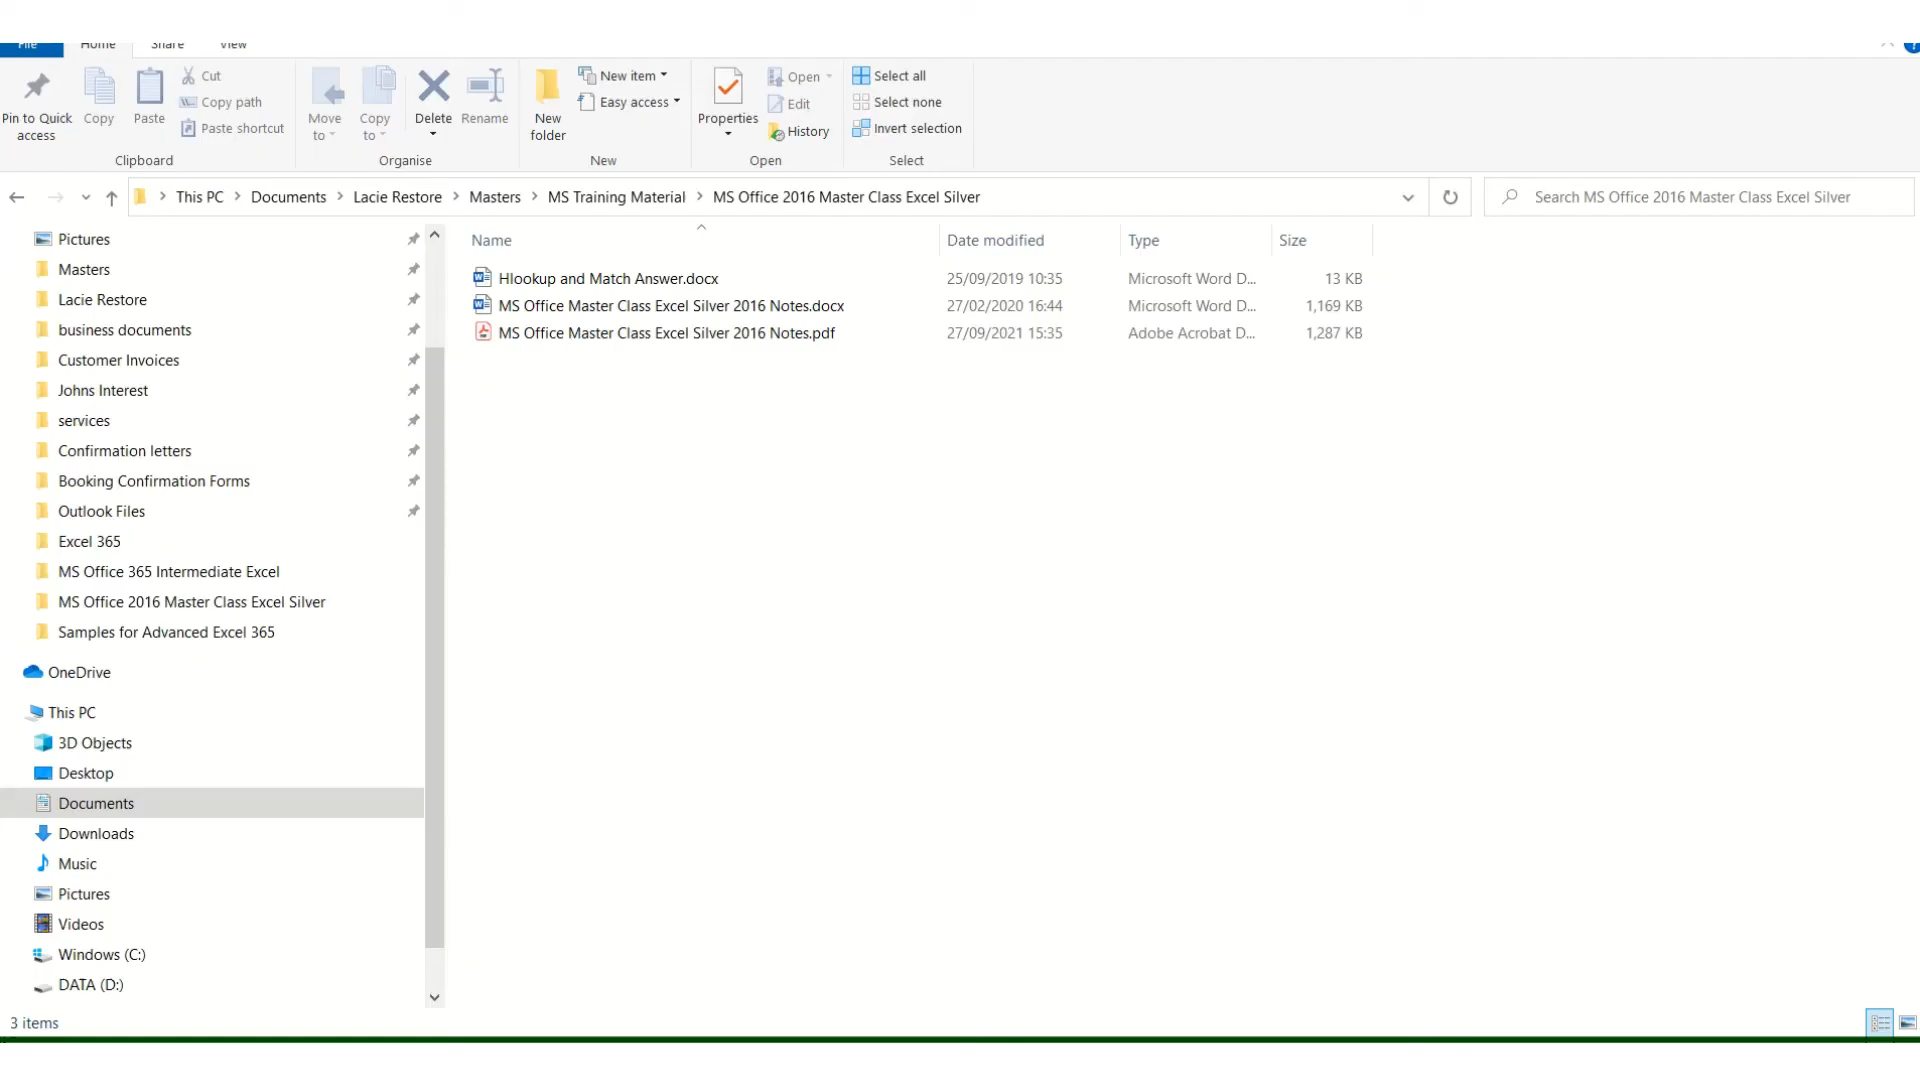 File Home Share View
Pin to Quick access
Copy
Paste
Cut
Copy path
Paste shortcut
Clipboard
Move to
Copy to
Delete
Rename
Organise
New folder
New item
Easy access
New
Properties
Open
Edit
History
Open
Select all
Select none
Invert selection
Select
This PC > Documents > Lacie Restore > Masters > MS Training Material > MS Office 2016 Master Class Excel Silver
Search MS Office 2016 Master Class Excel Silver
Pictures
Masters
Lacie Restore
business documents
Customer Invoices
Johns Interest
services
Confirmation letters
Booking Confirmation Forms
Outlook Files
Excel 365
MS Office 365 Intermediate Excel
MS Office 2016 Master Class Excel Silver
Samples for Advanced Excel 365
OneDrive
This PC
3D Objects
Desktop
Documents
Downloads
Music
Pictures
Videos
Windows (C:)
DATA (D:)
Name Date modified Type Size
Hlookup and Match Answer.docx 25/09/2019 10:35 Microsoft Word D... 13 KB
MS Office Master Class Excel Silver 2016 Notes.docx 27/02/2020 16:44 Microsoft Word D... 1,169 KB
MS Office Master Class Excel Silver 2016 Notes.pdf 27/09/2021 15:35 Adobe Acrobat D... 1,287 KB
3 items